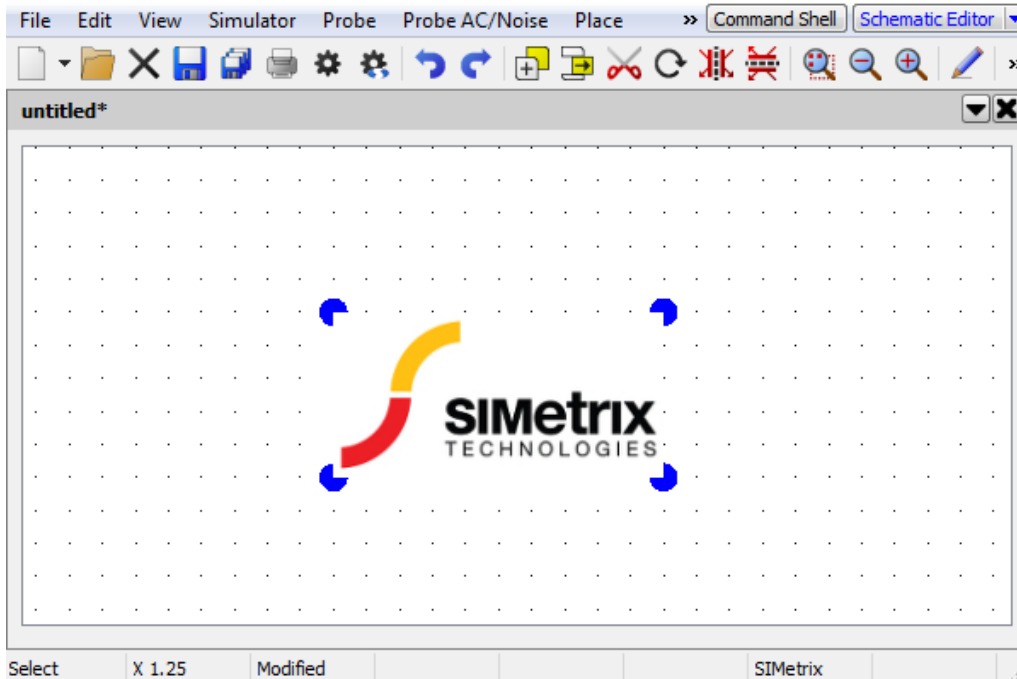 File Edit View Simulator Probe Probe AC/Noise Place » Command Shell Schematic Editor
untitled*
SIMetrix
TECHNOLOGIES
Select X 1.25 Modified SIMetrix